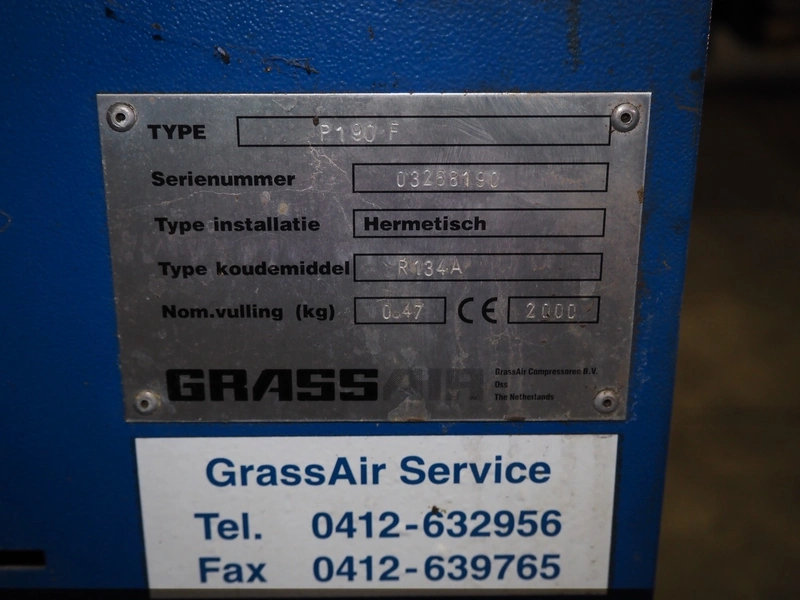 TYPE P190 F
Serienummer 03266190
Type installatie Hermetisch
Type koudemiddel R134A
Nom.vulling (kg) 0.47 CE 2000
GRASSAIR
GrassAir Compressoren B.V.
Oss
The Netherlands
GrassAir Service
Tel. 0412-632956
Fax 0412-639765